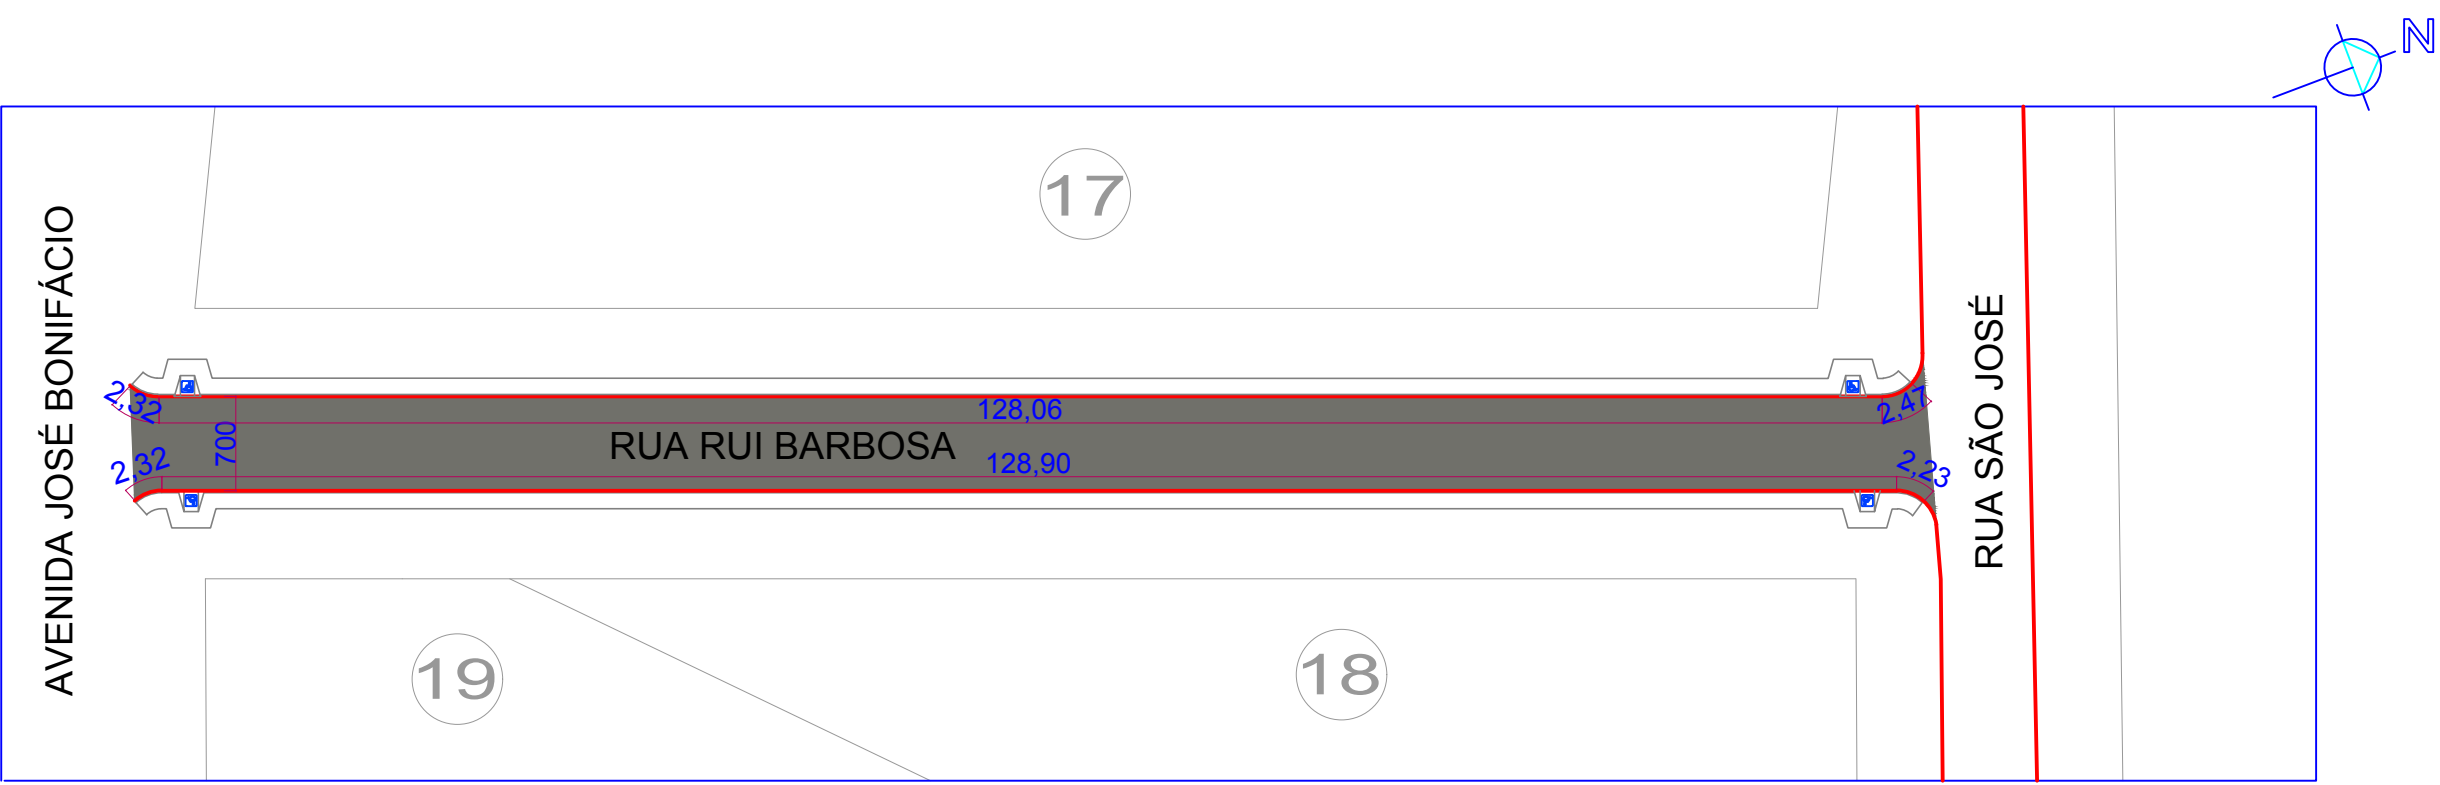 N
17
AVENIDA JOSÉ BONIFÁCIO
RUA SÃO JOSÉ
2,32
128,06
2,47
700
RUA RUI BARBOSA
2,32
128,90
2,23
19
18